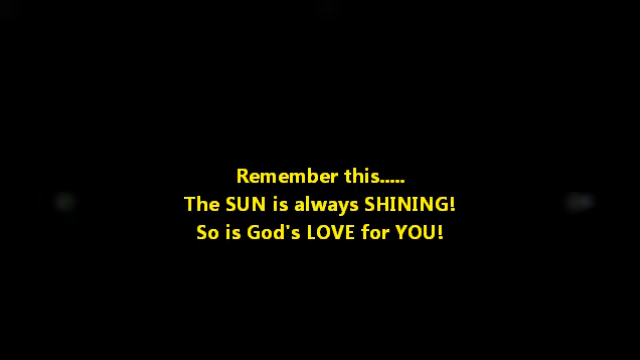 Remember this.....
The SUN is always SHINING!
So is God's LOVE for YOU!